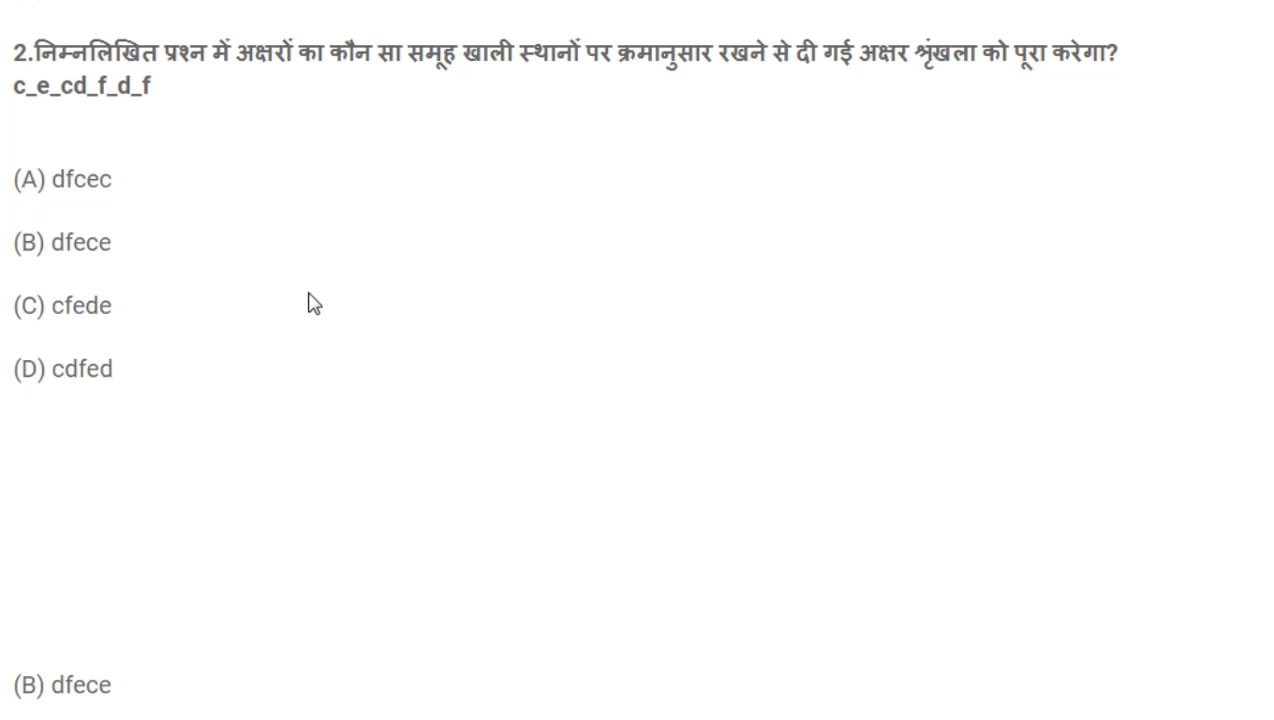 2.निम्नलिखित प्रश्न में अक्षरों का कौन सा समूह खाली स्थानों पर क्रमानुसार रखने से दी गई अक्षर श्रृंखला को पूरा करेगा?
c_e_cd_f_d_f
(A) dfcec
(B) dfece
(C) cfede
(D) cdfed
(B) dfece